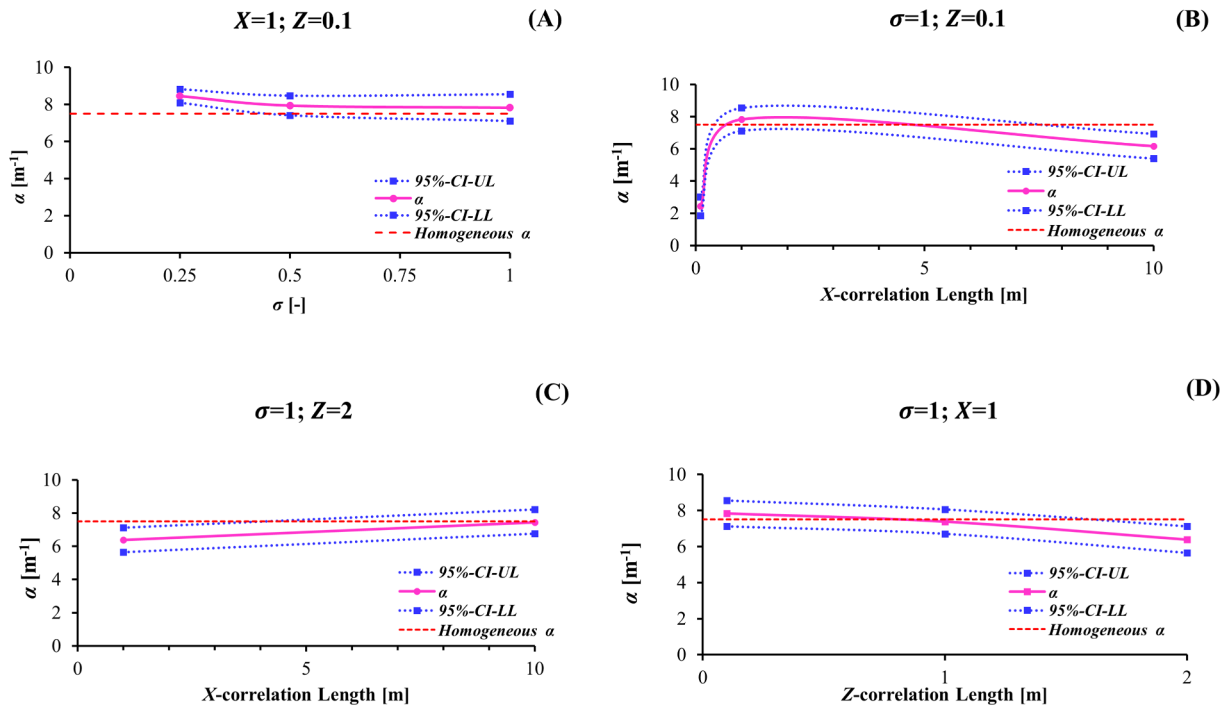 X=1; Z=0.1
(A)
α [m⁻¹]
10
8
6
4
2
0
95%-CI-UL
α
95%-CI-LL
Homogeneous α
0
0.25
0.5
0.75
1
σ [-]
σ=1; Z=0.1
(B)
α [m⁻¹]
10
8
6
4
2
0
95%-CI-UL
α
95%-CI-LL
Homogeneous α
0
5
10
X-correlation Length [m]
σ=1; Z=2
(C)
α [m⁻¹]
10
8
6
4
2
0
95%-CI-UL
α
95%-CI-LL
Homogeneous α
0
5
10
X-correlation Length [m]
σ=1; X=1
(D)
α [m⁻¹]
10
8
6
4
2
0
95%-CI-UL
α
95%-CI-LL
Homogeneous α
0
1
2
Z-correlation Length [m]